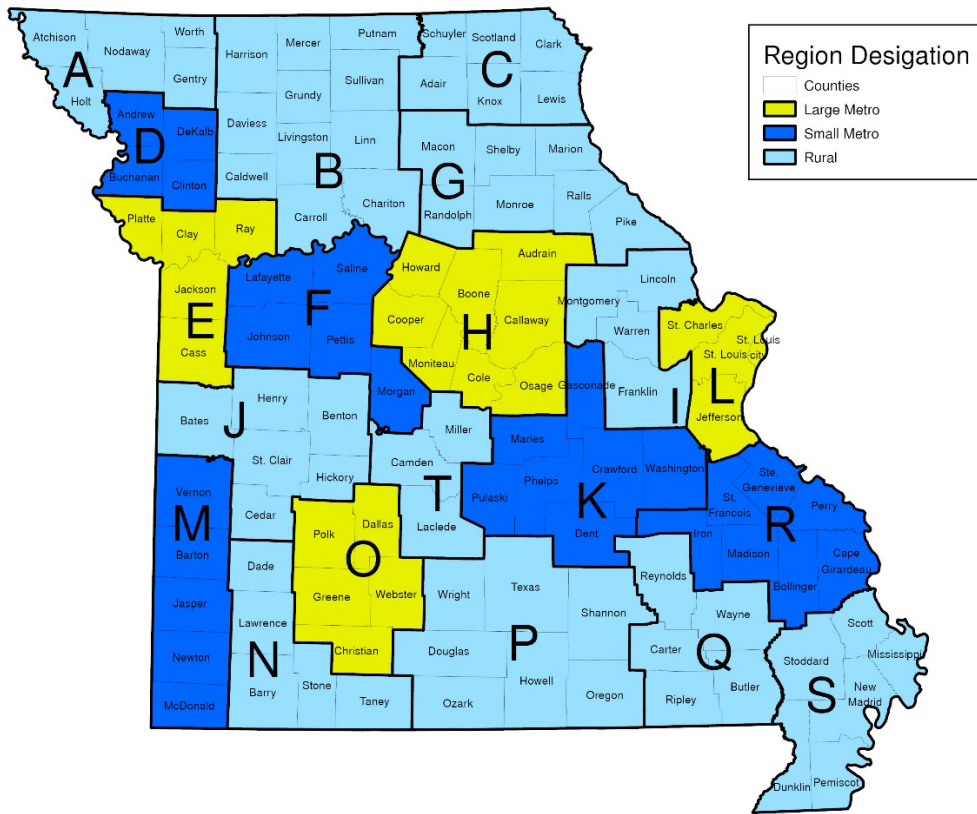 Region Desigation
Counties
Large Metro
Small Metro
Rural
Atchison
Nodaway
Worth
Gentry
Holt
A
Harrison
Mercer
Putnam
Sullivan
Grundy
Daviess
Livingston
Linn
Caldwell
Carroll
Chariton
B
Schuyler
Scotland
Clark
Adair
Knox
Lewis
C
Andrew
DeKalb
Buchanan
Clinton
D
Platte
Clay
Ray
Jackson
Cass
E
Lafayette
Saline
Johnson
Pettis
Morgan
F
Macon
Shelby
Marion
Randolph
Monroe
Ralls
Pike
G
Howard
Audrain
Boone
Cooper
Callaway
Moniteau
Cole
Osage
H
Montgomery
Lincoln
Warren
Franklin
I
Bates
Henry
Benton
St. Clair
Hickory
Cedar
J
Gasconade
Maries
Phelps
Crawford
Washington
Pulaski
Dent
K
St. Charles
St. Louis
city
St. Louis
Jefferson
L
Vernon
Barton
Jasper
Newton
McDonald
M
Dade
Lawrence
Barry
Stone
Taney
N
Polk
Dallas
Greene
Webster
Christian
O
Wright
Texas
Shannon
Douglas
Howell
Ozark
Oregon
P
Reynolds
Wayne
Carter
Ripley
Butler
Q
Ste.
Genevieve
St.
Francois
Perry
Iron
Madison
Bollinger
Cape
Girardeau
R
Scott
Stoddard
Mississippi
New
Madrid
Dunklin
Pemiscot
S
Miller
Camden
Laclede
T